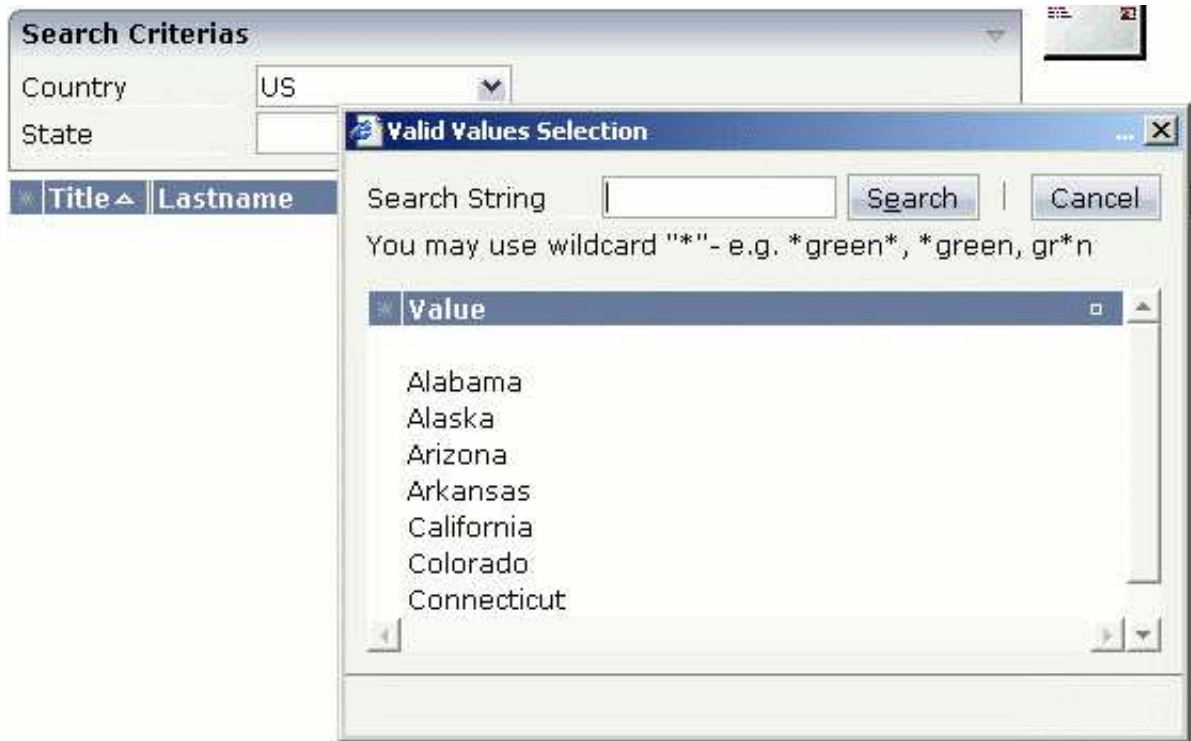 Search Criterias
Country US
State
Title Lastname
Valid Values Selection ...
Search String Search | Cancel
You may use wildcard "*"- e.g. *green*, *green, gr*n
Value
Alabama
Alaska
Arizona
Arkansas
California
Colorado
Connecticut